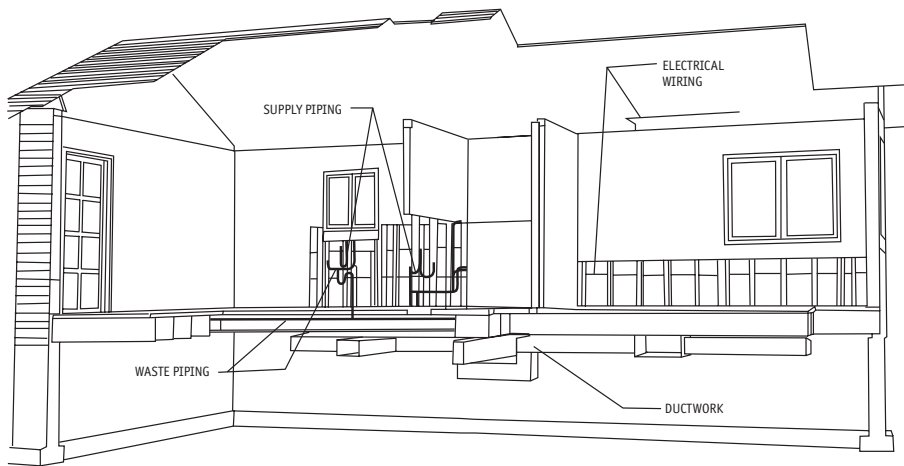 ELECTRICAL
WIRING
SUPPLY PIPING
WASTE PIPING
DUCTWORK